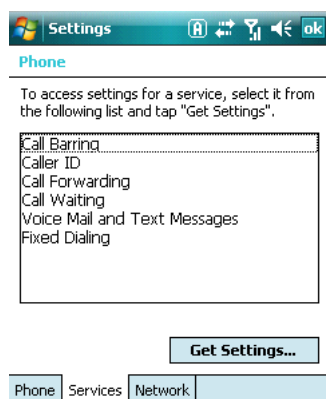 Settings A ok
Phone
To access settings for a service, select it from
the following list and tap "Get Settings".
Call Barring
Caller ID
Call Forwarding
Call Waiting
Voice Mail and Text Messages
Fixed Dialing
Get Settings...
Phone Services Network